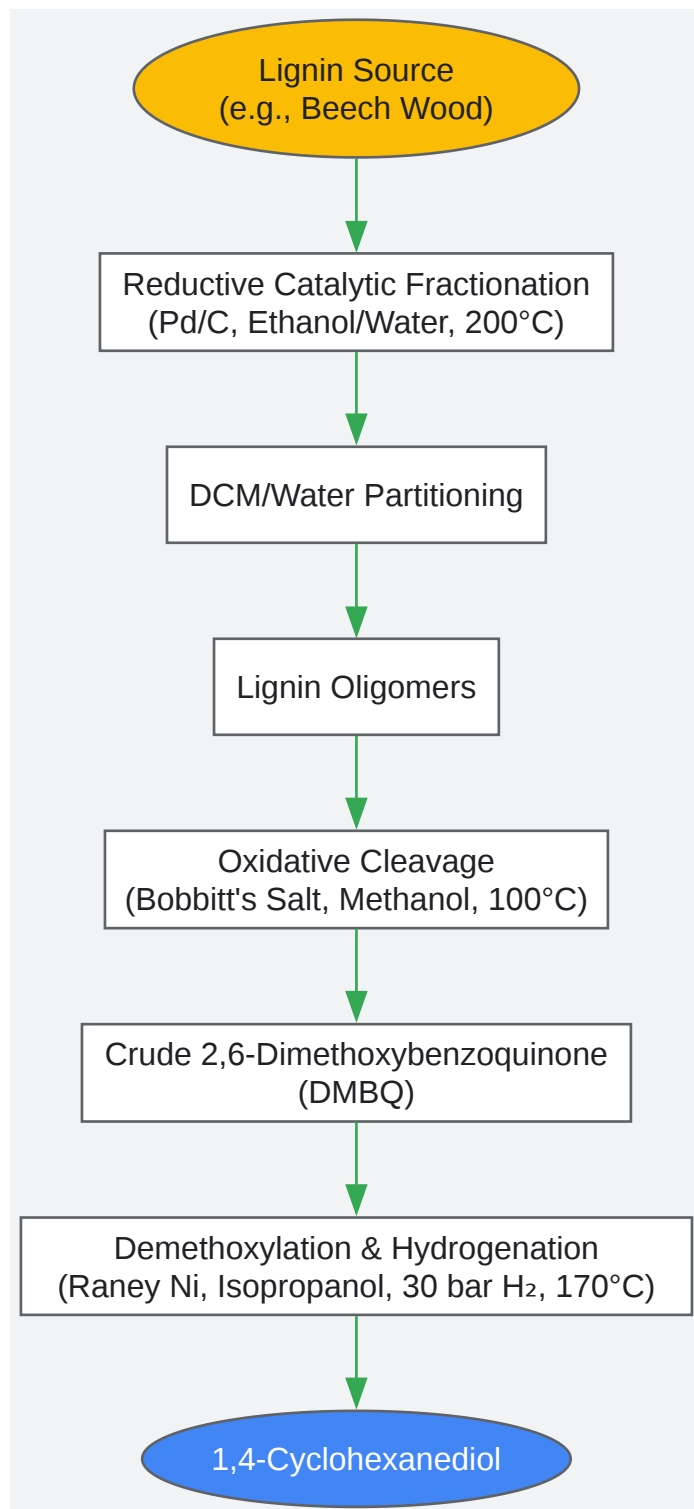 Lignin Source
(e.g., Beech Wood)
Reductive Catalytic Fractionation
(Pd/C, Ethanol/Water, 200°C)
DCM/Water Partitioning
Lignin Oligomers
Oxidative Cleavage
(Bobbitt's Salt, Methanol, 100°C)
Crude 2,6-Dimethoxybenzoquinone
(DMBQ)
Demethoxylation & Hydrogenation
(Raney Ni, Isopropanol, 30 bar H₂, 170°C)
1,4-Cyclohexanediol